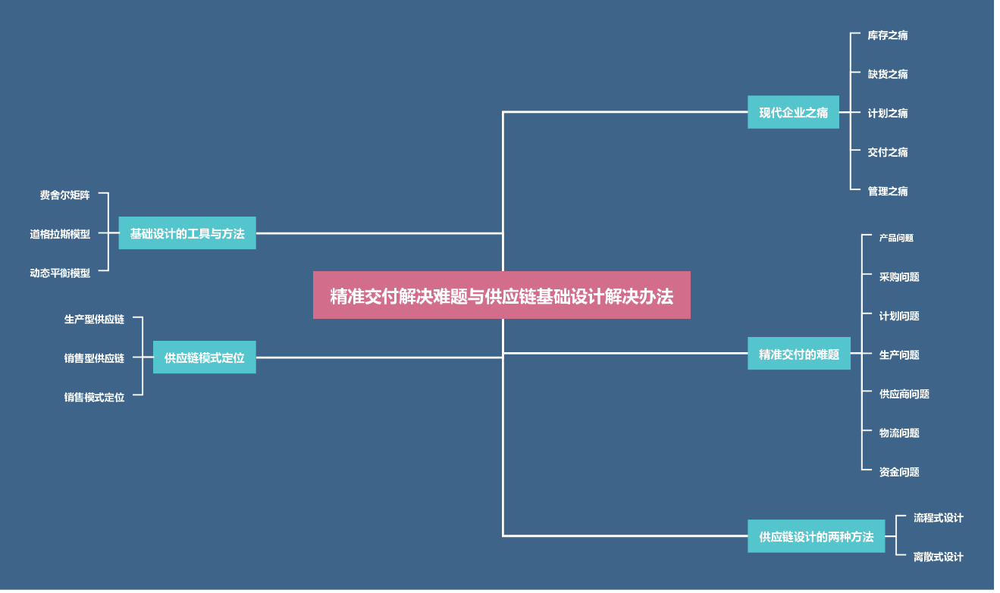 精准交付解决难题与供应链基础设计解决办法
现代企业之痛
库存之痛
缺货之痛
计划之痛
交付之痛
管理之痛
精准交付的难题
产品问题
采购问题
计划问题
生产问题
供应商问题
物流问题
资金问题
供应链设计的两种方法
流程式设计
离散式设计
基础设计的工具与方法
费舍尔矩阵
道格拉斯模型
动态平衡模型
供应链模式定位
生产型供应链
销售型供应链
销售模式定位